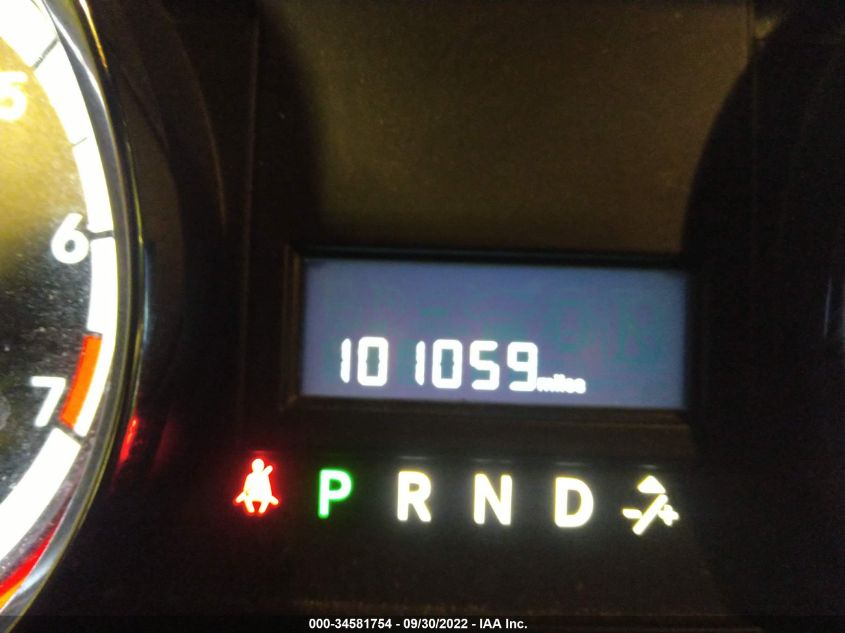 5
6
7
101059 miles
P R N D
000-34581754 - 09/30/2022 - IAA Inc.